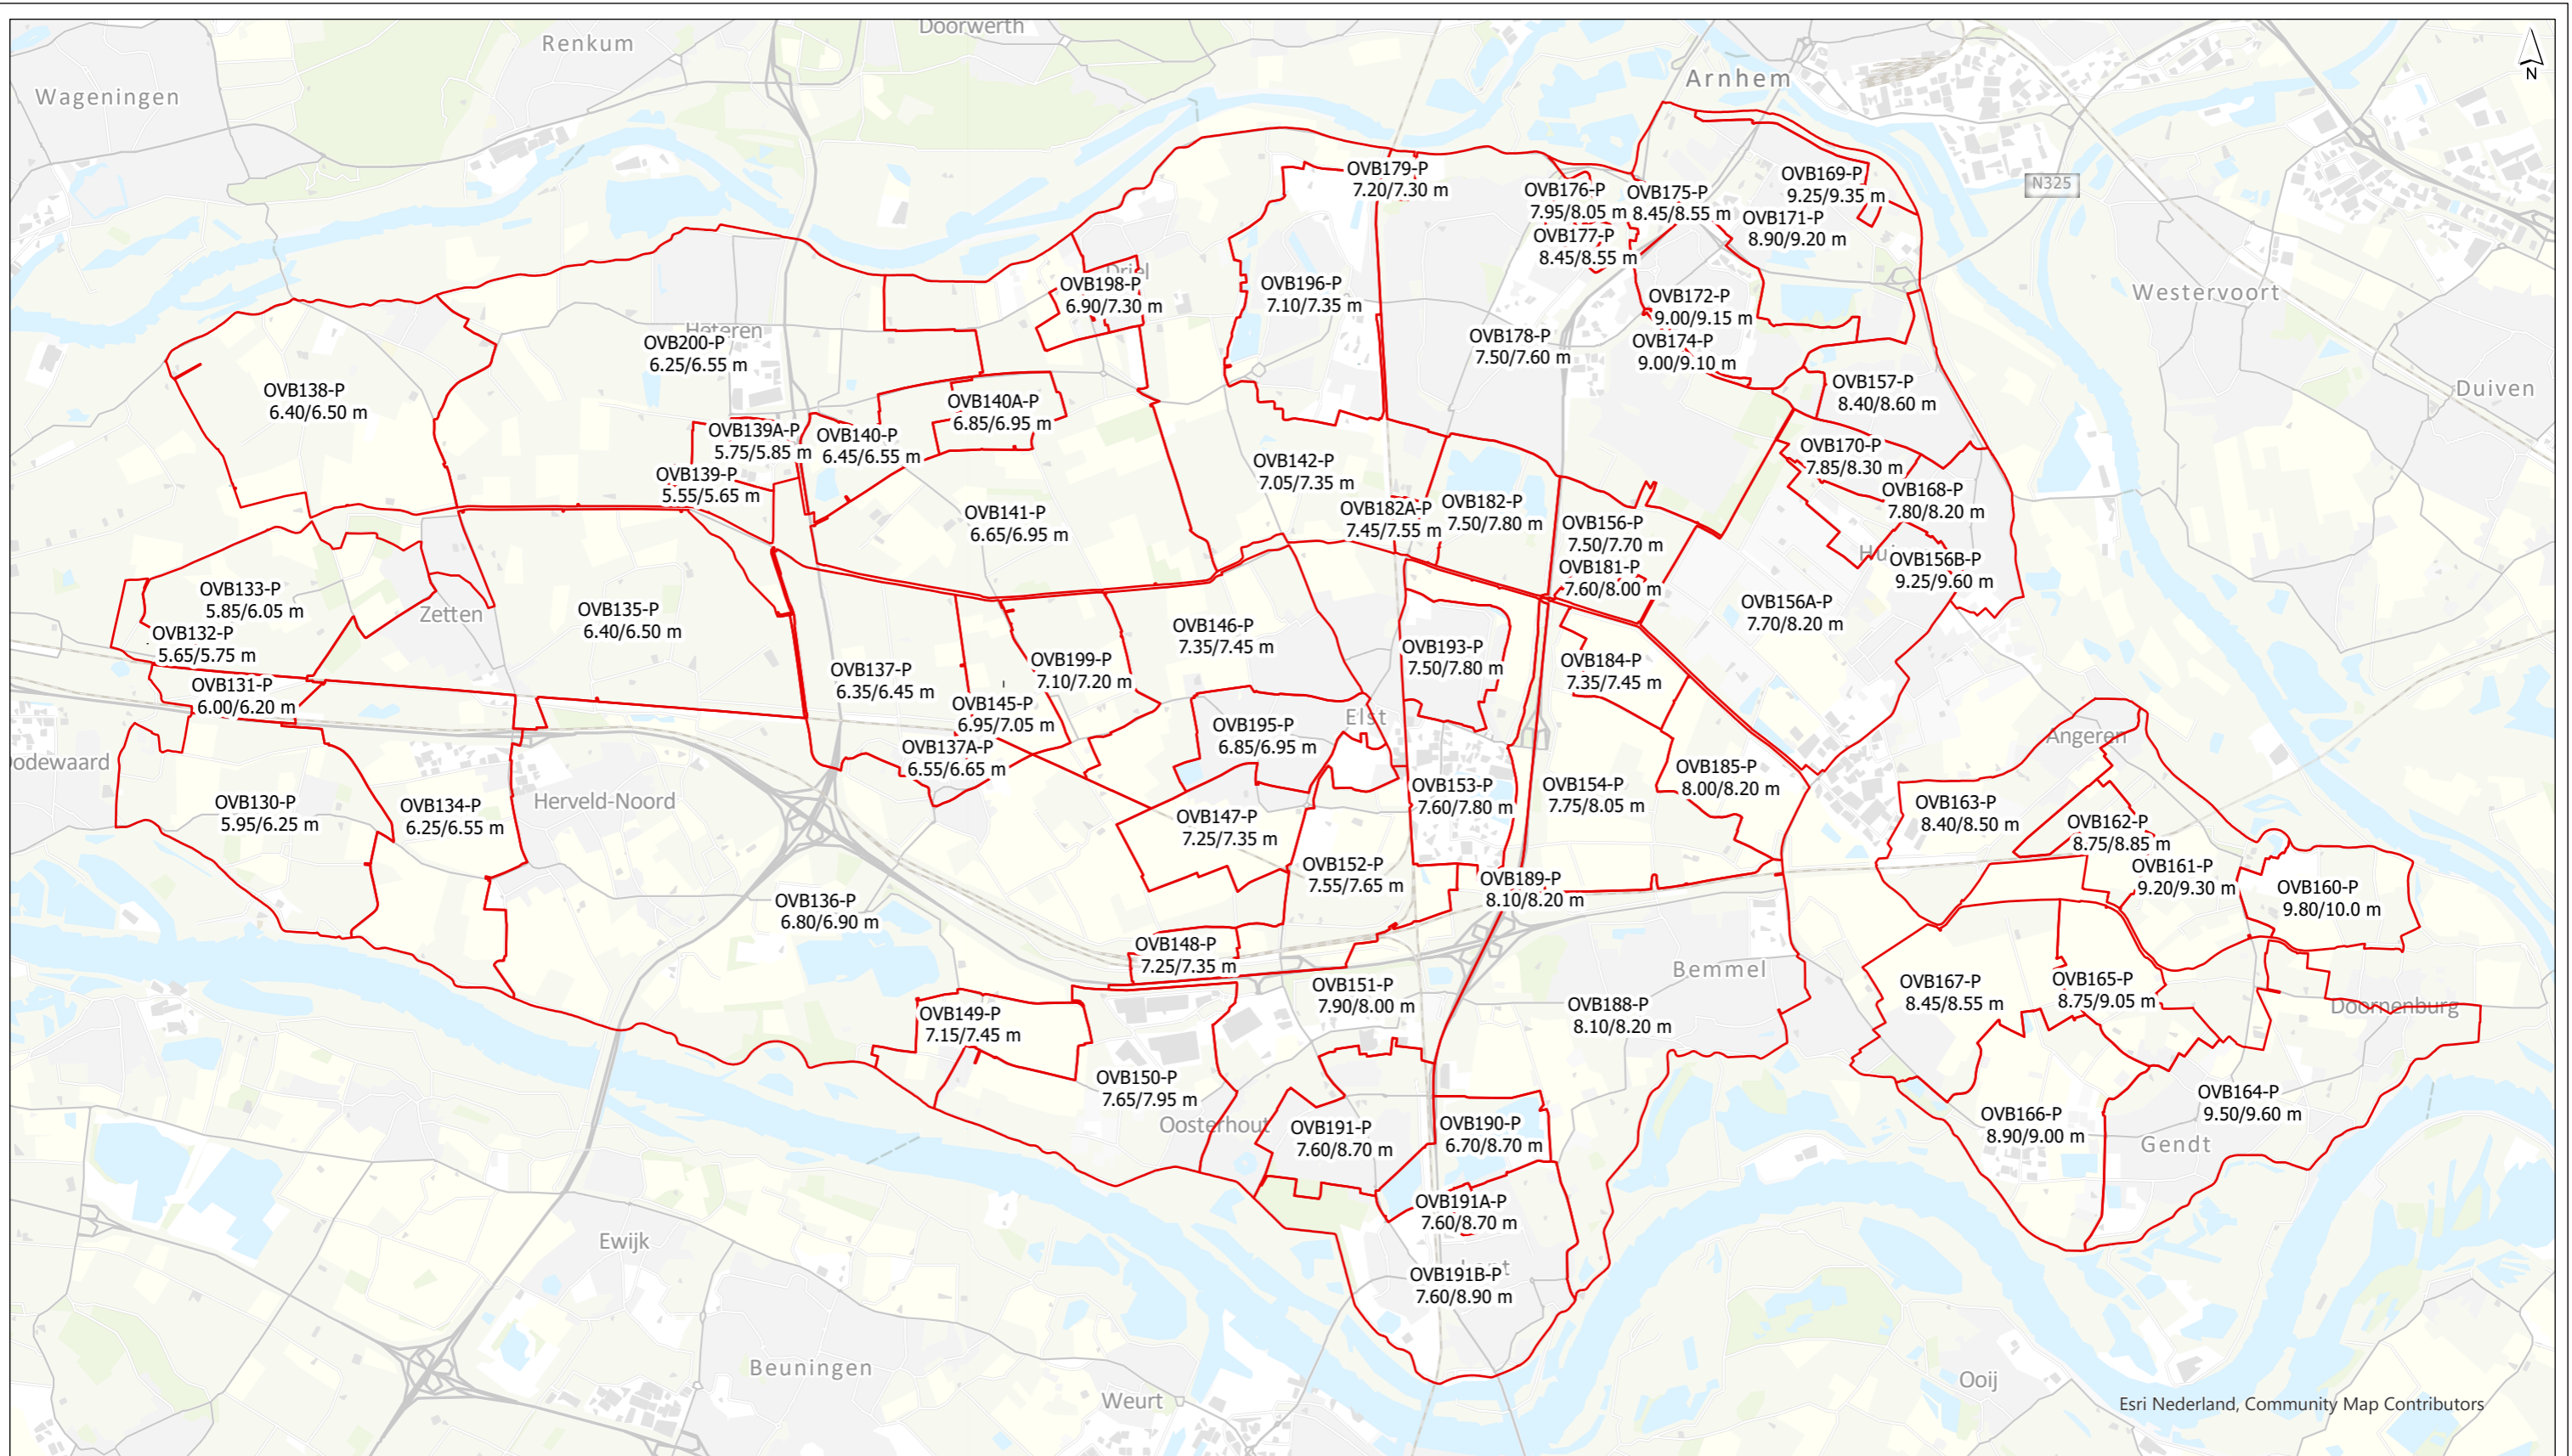 Doorwerth
Renkum
Wageningen
Arnhem
N
N325
OVB179-P
7.20/7.30 m
OVB176-P
7.95/8.05 m
OVB175-P
8.45/8.55 m
OVB169-P
9.25/9.35 m
OVB171-P
8.90/9.20 m
OVB177-P
8.45/8.55 m
Driel
OVB198-P
6.90/7.30 m
OVB196-P
7.10/7.35 m
OVB172-P
9.00/9.15 m
Westervoort
Heteren
OVB200-P
6.25/6.55 m
OVB178-P
7.50/7.60 m
OVB174-P
9.00/9.10 m
OVB138-P
6.40/6.50 m
OVB140A-P
6.85/6.95 m
OVB157-P
8.40/8.60 m
Duiven
OVB139A-P
5.75/5.85 m
OVB140-P
6.45/6.55 m
OVB170-P
7.85/8.30 m
OVB139-P
5.55/5.65 m
OVB142-P
7.05/7.35 m
OVB168-P
7.80/8.20 m
OVB141-P
6.65/6.95 m
OVB182A-P
7.45/7.55 m
OVB182-P
7.50/7.80 m
OVB156-P
7.50/7.70 m
OVB156B-P
9.25/9.60 m
OVB181-P
7.60/8.00 m
OVB133-P
5.85/6.05 m
Zetten
OVB135-P
6.40/6.50 m
OVB156A-P
7.70/8.20 m
OVB132-P
5.65/5.75 m
OVB146-P
7.35/7.45 m
OVB193-P
7.50/7.80 m
OVB184-P
7.35/7.45 m
OVB131-P
6.00/6.20 m
OVB137-P
6.35/6.45 m
OVB199-P
7.10/7.20 m
OVB145-P
6.95/7.05 m
Elst
OVB195-P
6.85/6.95 m
Angeren
OVB137A-P
6.55/6.65 m
OVB185-P
8.00/8.20 m
OVB130-P
5.95/6.25 m
OVB134-P
6.25/6.55 m
Herveld-Noord
OVB147-P
7.25/7.35 m
OVB153-P
7.60/7.80 m
OVB154-P
7.75/8.05 m
OVB163-P
8.40/8.50 m
OVB162-P
8.75/8.85 m
OVB152-P
7.55/7.65 m
OVB161-P
9.20/9.30 m
OVB189-P
8.10/8.20 m
OVB160-P
9.80/10.0 m
OVB136-P
6.80/6.90 m
OVB148-P
7.25/7.35 m
Bemmel
OVB151-P
7.90/8.00 m
OVB167-P
8.45/8.55 m
OVB165-P
8.75/9.05 m
Doornenburg
OVB149-P
7.15/7.45 m
OVB188-P
8.10/8.20 m
OVB150-P
7.65/7.95 m
OVB164-P
9.50/9.60 m
Oosterhout
OVB191-P
7.60/8.70 m
OVB190-P
6.70/8.70 m
OVB166-P
8.90/9.00 m
Gendt
OVB191A-P
7.60/8.70 m
Ewijk
OVB191B-P
7.60/8.90 m
Beuningen
Weurt
Ooij
Esri Nederland, Community Map Contributors